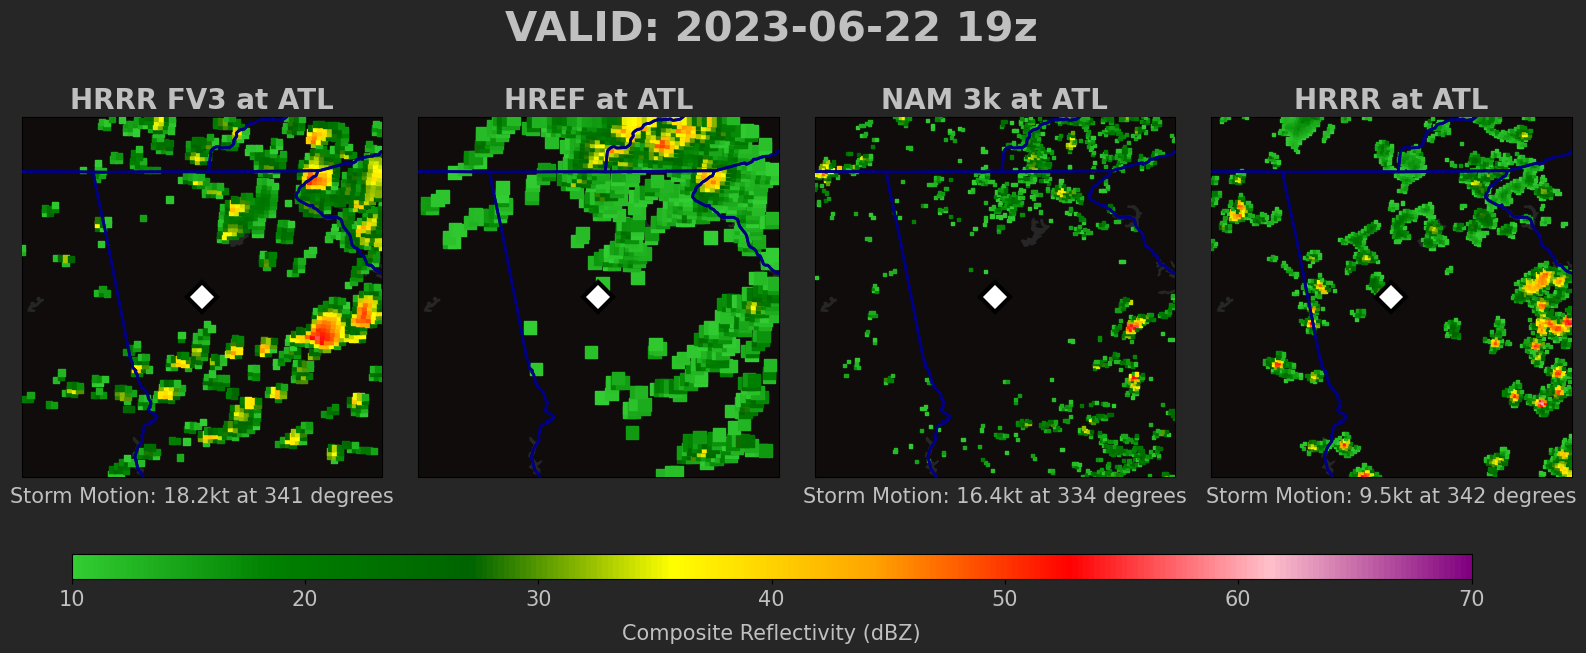 VALID: 2023-06-22 19z
HRRR FV3 at ATL
HREF at ATL
NAM 3k at ATL
HRRR at ATL
Storm Motion: 18.2kt at 341 degrees
Storm Motion: 16.4kt at 334 degrees
Storm Motion: 9.5kt at 342 degrees
10 20 30 40 50 60 70
Composite Reflectivity (dBZ)